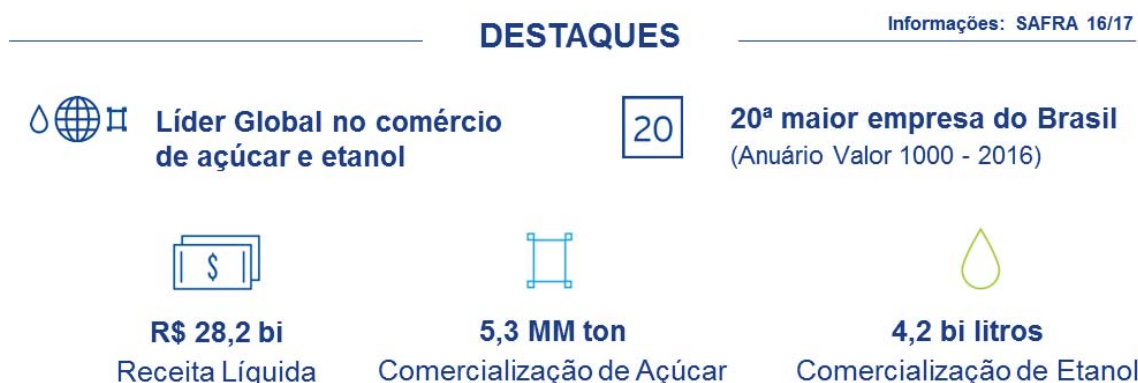 DESTAQUES
Informações: SAFRA 16/17
Líder Global no comércio
de açúcar e etanol
20
20ª maior empresa do Brasil
(Anuário Valor 1000 - 2016)
$
R$ 28,2 bi
Receita Líquida
5,3 MM ton
Comercialização de Açúcar
4,2 bi litros
Comercialização de Etanol